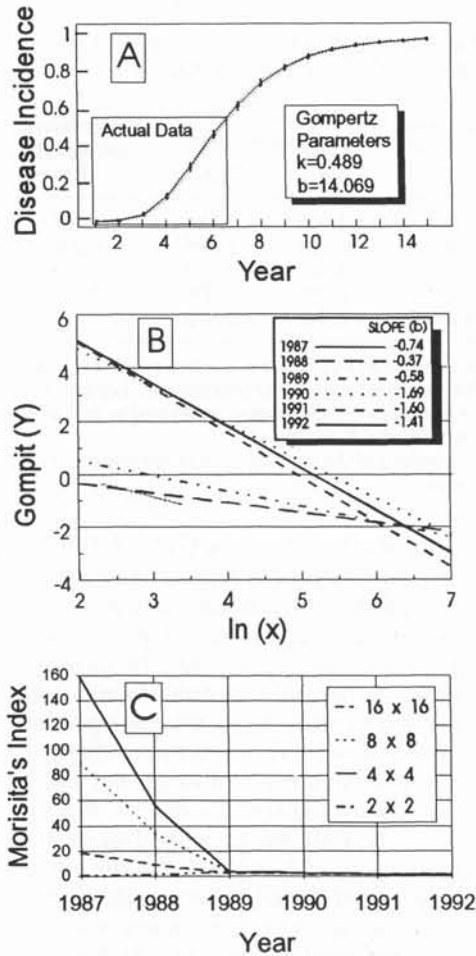 A
Disease Incidence
1
0.8
0.6
0.4
0.2
0
Actual Data
Gompertz
Parameters
k=0.489
b=14.069
2 4 6 8 10 12 14
Year
B
Gompit (Y)
6
4
2
0
-2
-4
SLOPE (b)
1987 -0.74
1988 -0.37
1989 -0.58
1990 -1.69
1991 -1.60
1992 -1.41
2 3 4 5 6 7
ln (x)
C
Morisita's Index
160
140
120
100
80
60
40
20
0
16 x 16
8 x 8
4 x 4
2 x 2
1987 1988 1989 1990 1991 1992
Year